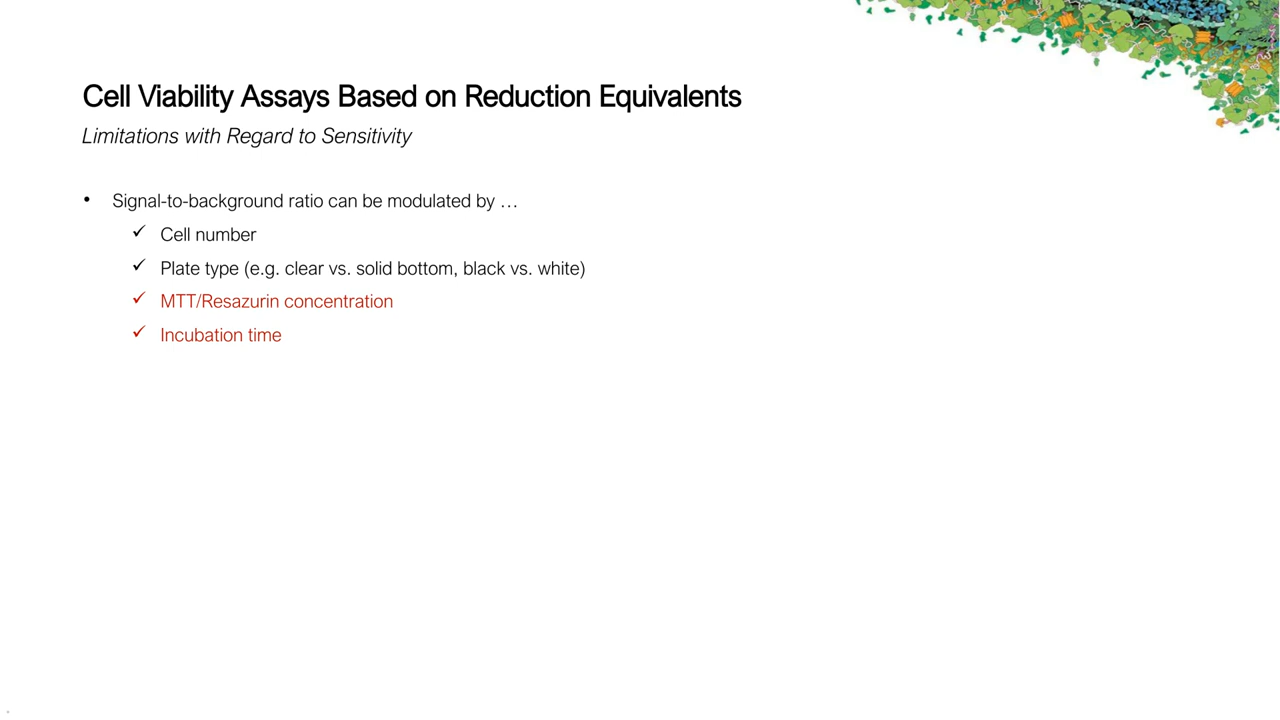 Cell Viability Assays Based on Reduction Equivalents
Limitations with Regard to Sensitivity
• Signal-to-background ratio can be modulated by …
✓ Cell number
✓ Plate type (e.g. clear vs. solid bottom, black vs. white)
✓ MTT/Resazurin concentration
✓ Incubation time